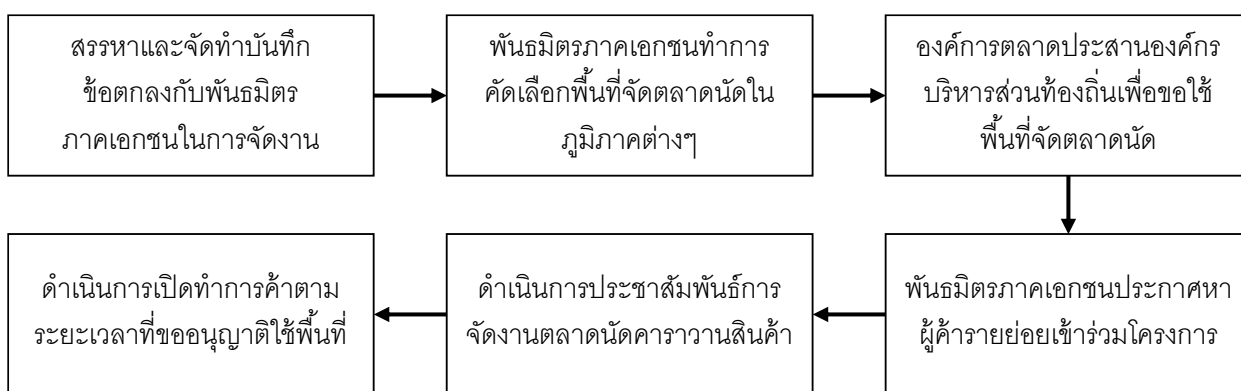 สรรหาและจัดทำบันทึก
ข้อตกลงกับพันธมิตร
ภาคเอกชนในการจัดงาน
พันธมิตรภาคเอกชนทำการ
คัดเลือกพื้นที่จัดตลาดนัดใน
ภูมิภาคต่างๆ
องค์การตลาดประสานองค์กร
บริหารส่วนท้องถิ่นเพื่อขอใช้
พื้นที่จัดตลาดนัด
พันธมิตรภาคเอกชนประกาศหา
ผู้ค้ารายย่อยเข้าร่วมโครงการ
ดำเนินการประชาสัมพันธ์การ
จัดงานตลาดนัดคาราวานสินค้า
ดำเนินการเปิดทำการค้าตาม
ระยะเวลาที่ขออนุญาติใช้พื้นที่